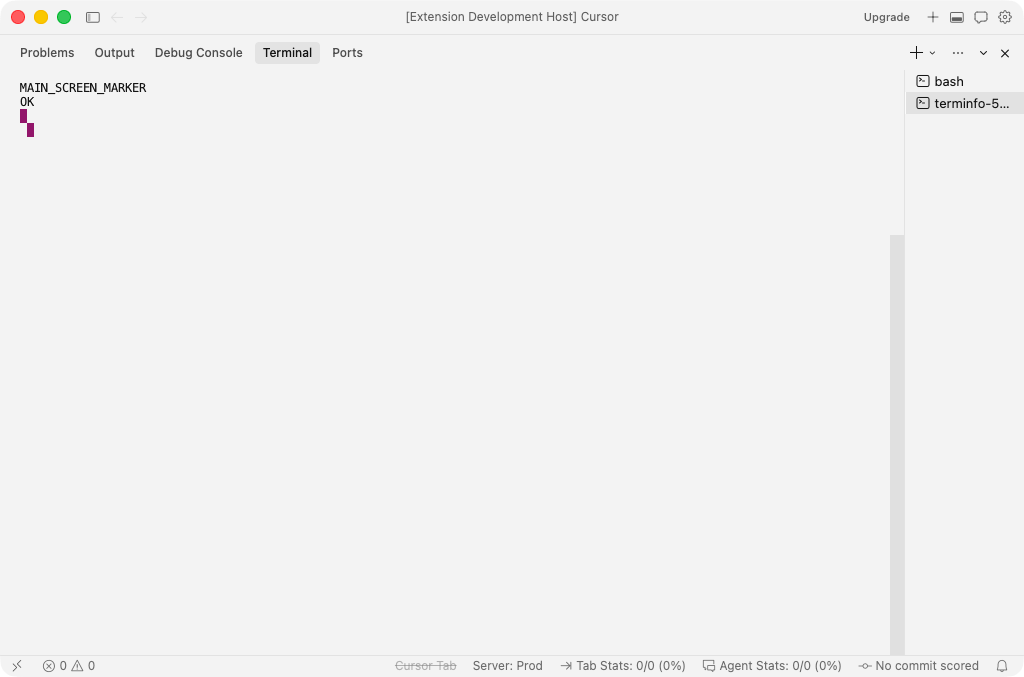 [Extension Development Host] Cursor
Upgrade
Problems Output Debug Console Terminal Ports
MAIN_SCREEN_MARKER
OK
bash
terminfo-5...
0 0 Cursor Tab Server: Prod Tab Stats: 0/0 (0%) Agent Stats: 0/0 (0%) No commit scored